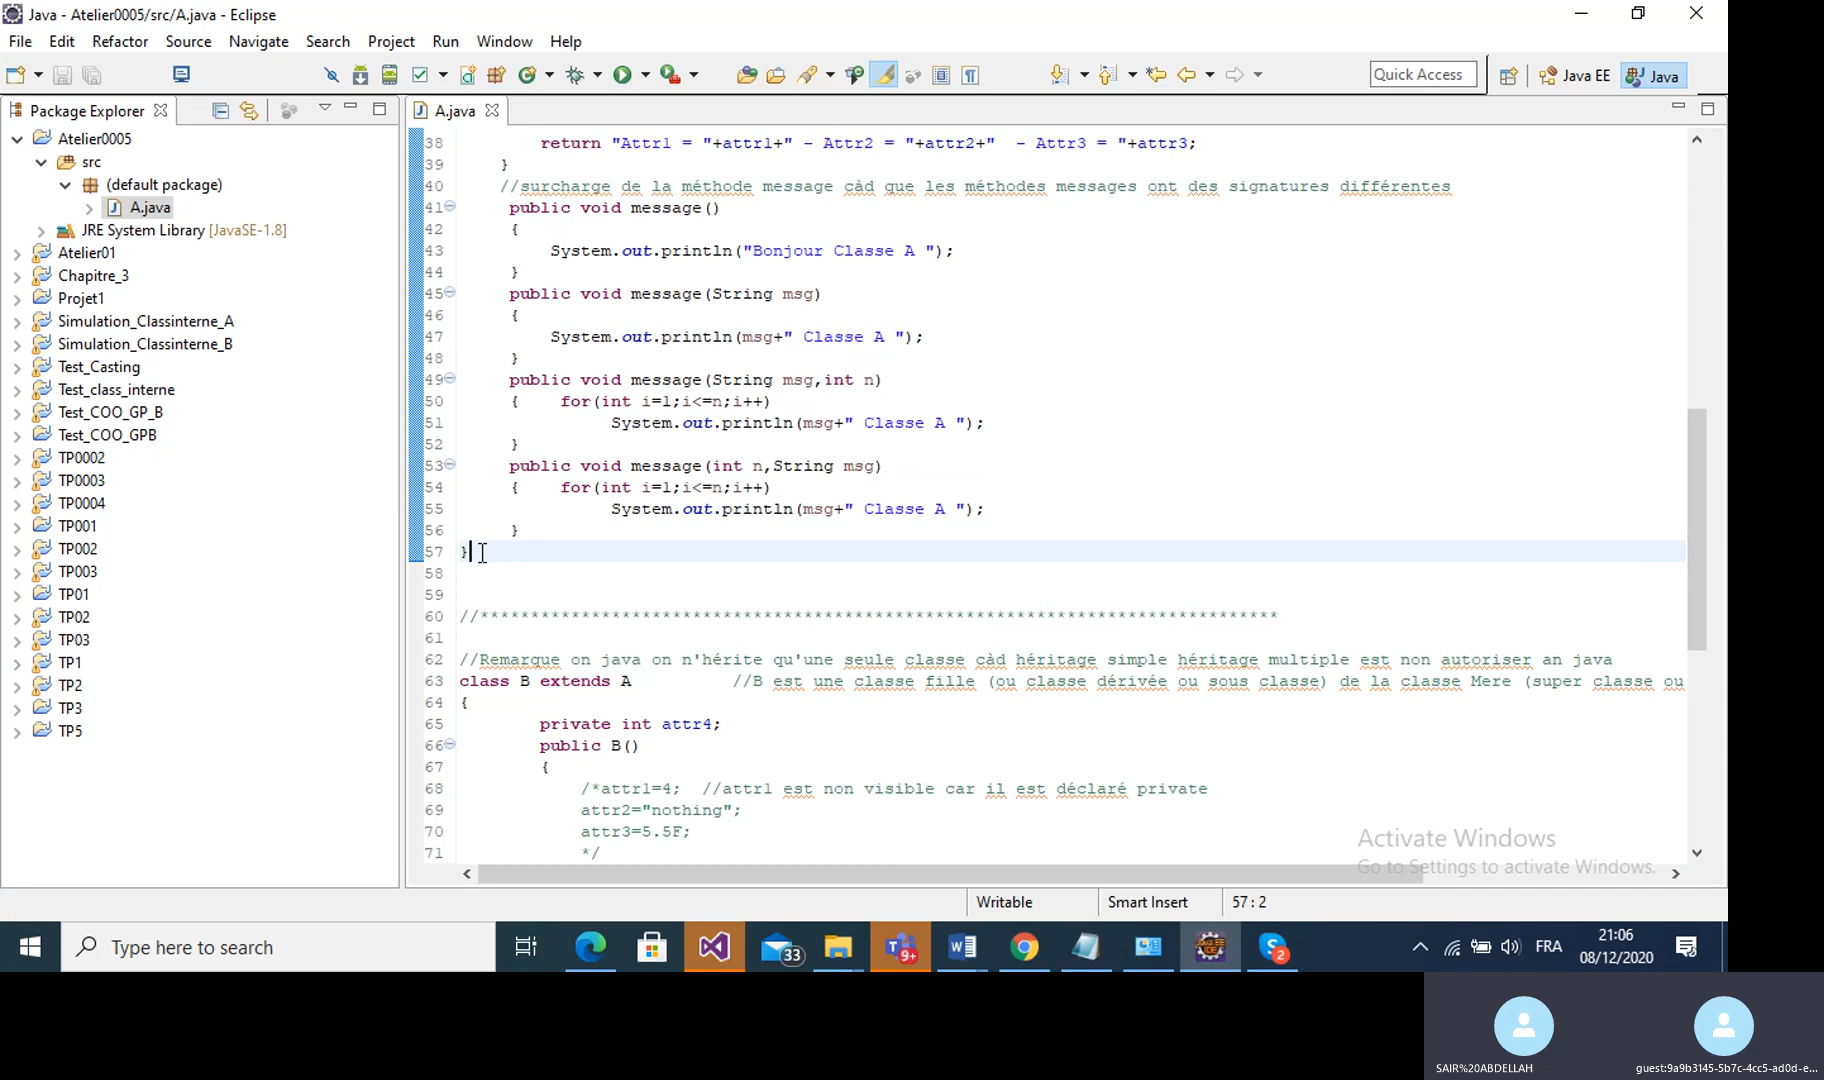 Java - Atelier0005/src/A.java - Eclipse
File Edit Refactor Source Navigate Search Project Run Window Help
Quick Access Java EE Java
Package Explorer
A.java
Atelier0005
src
(default package)
A.java
JRE System Library [JavaSE-1.8]
Atelier01
Chapitre_3
Projet1
Simulation_Classinterne_A
Simulation_Classinterne_B
Test_Casting
Test_class_interne
Test_COO_GP_B
Test_COO_GPB
TP0002
TP0003
TP0004
TP001
TP002
TP003
TP01
TP02
TP03
TP1
TP2
TP3
TP5
38 return "Attr1 = "+attr1+" - Attr2 = "+attr2+"  - Attr3 = "+attr3;
39 }
40 //surcharge de la méthode message càd que les méthodes messages ont des signatures différentes
41 public void message()
42 {
43 System.out.println("Bonjour Classe A ");
44 }
45 public void message(String msg)
46 {
47 System.out.println(msg+" Classe A ");
48 }
49 public void message(String msg,int n)
50 { for(int i=1;i<=n;i++)
51 System.out.println(msg+" Classe A ");
52 }
53 public void message(int n,String msg)
54 { for(int i=1;i<=n;i++)
55 System.out.println(msg+" Classe A ");
56 }
57 }
58
59
60 //*******************************************************************************
61
62 //Remarque on java on n'hérite qu'une seule classe càd héritage simple héritage multiple est non autoriser an java
63 class B extends A //B est une classe fille (ou classe dérivée ou sous classe) de la classe Mere (super classe ou
64 {
65 private int attr4;
66 public B()
67 {
68 /*attr1=4; //attr1 est non visible car il est déclaré private
69 attr2="nothing";
70 attr3=5.5F;
71 */
Activate Windows
Go to Settings to activate Windows.
Writable Smart Insert 57 : 2
Type here to search
33
9+
2
FRA
21:06
08/12/2020
SAIR%20ABDELLAH
guest:9a9b3145-5b7c-4cc5-ad0d-e...